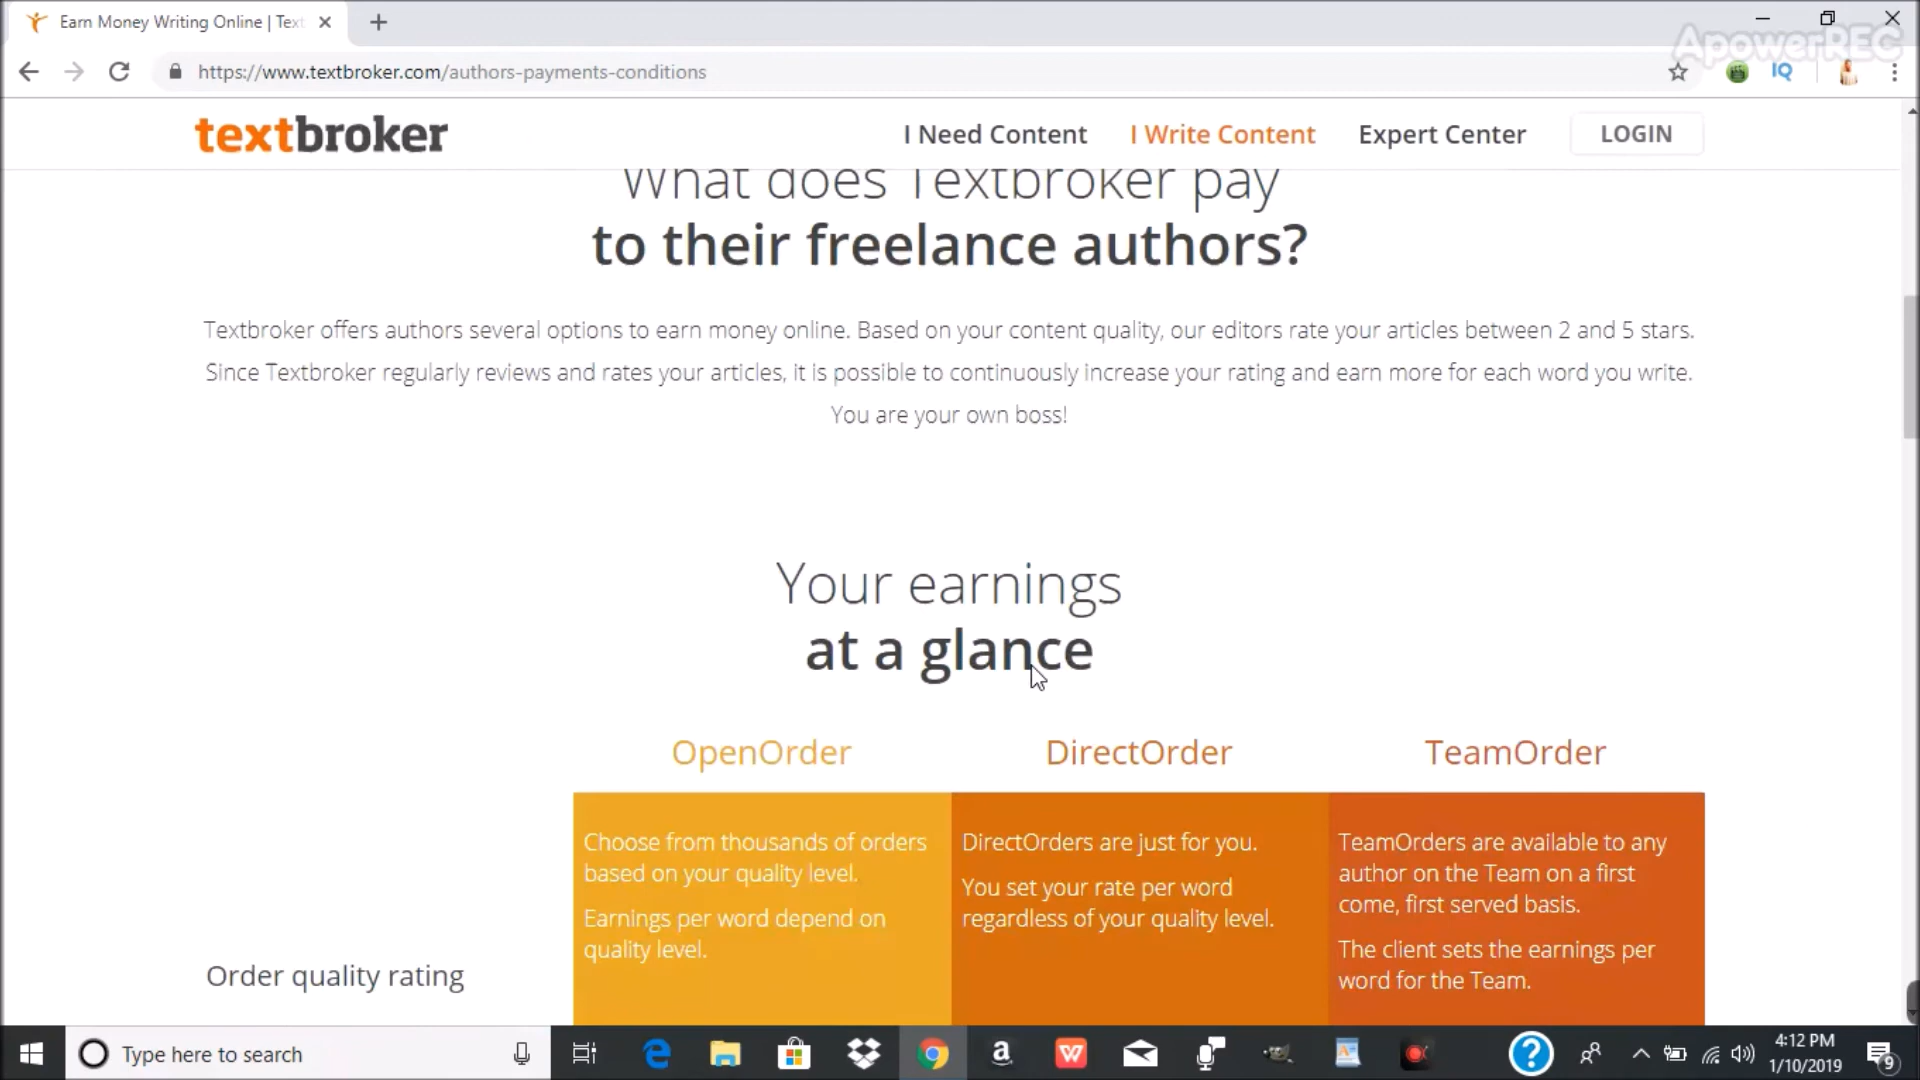 Earn Money Writing Online | Text
ApowerREC
https://www.textbroker.com/authors-payments-conditions
IQ
textbroker
I Need Content
I Write Content
Expert Center
LOGIN
What does Textbroker pay
to their freelance authors?
Textbroker offers authors several options to earn money online. Based on your content quality, our editors rate your articles between 2 and 5 stars.
Since Textbroker regularly reviews and rates your articles, it is possible to continuously increase your rating and earn more for each word you write.
You are your own boss!
Your earnings
at a glance
OpenOrder
DirectOrder
TeamOrder
Choose from thousands of orders
based on your quality level.
Earnings per word depend on
quality level.
DirectOrders are just for you.
You set your rate per word
regardless of your quality level.
TeamOrders are available to any
author on the Team on a first
come, first served basis.
The client sets the earnings per
word for the Team.
Order quality rating
Type here to search
4:12 PM
1/10/2019
9